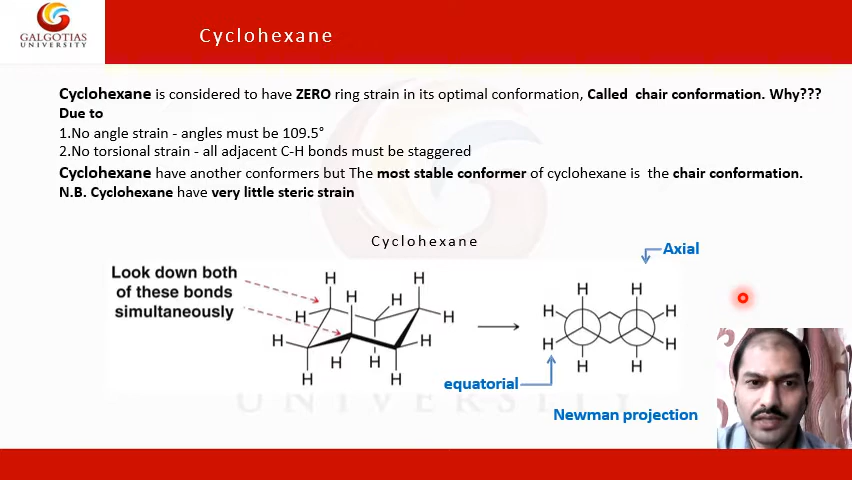 GALGOTIAS
UNIVERSITY
Cyclohexane
Cyclohexane is considered to have ZERO ring strain in its optimal conformation, Called chair conformation. Why???
Due to
1.No angle strain - angles must be 109.5°
2.No torsional strain - all adjacent C-H bonds must be staggered
Cyclohexane have another conformers but The most stable conformer of cyclohexane is the chair conformation.
N.B. Cyclohexane have very little steric strain
Cyclohexane
Axial
Look down both
of these bonds
simultaneously
H H
H H
H H
H H
H H
H H
H H
H H
H H
H H
equatorial
Newman projection
UNIVERSITY